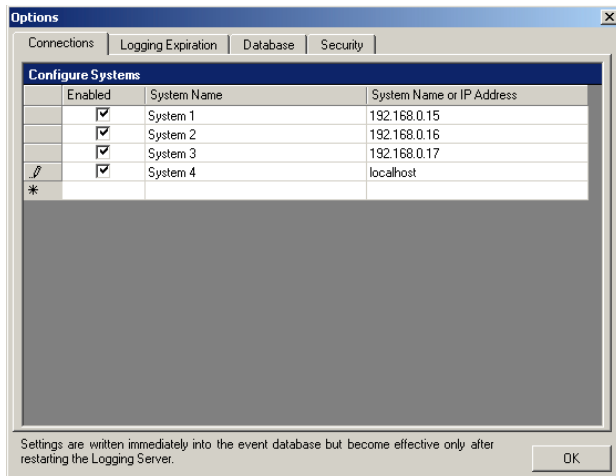 Options
Connections Logging Expiration Database Security
Configure Systems
Enabled System Name System Name or IP Address
System 1 192.168.0.15
System 2 192.168.0.16
System 3 192.168.0.17
System 4 localhost
Settings are written immediately into the event database but become effective only after
restarting the Logging Server.
OK